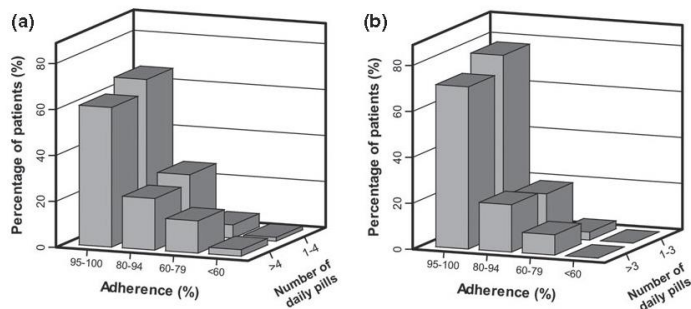 (a)
Percentage of patients (%)
80
60
40
20
0
95-100
80-94
60-79
<60
Adherence (%)
>4
1-4
Number of
daily pills
(b)
Percentage of patients (%)
80
60
40
20
0
95-100
80-94
60-79
<60
Adherence (%)
>3
1-3
Number of
daily pills